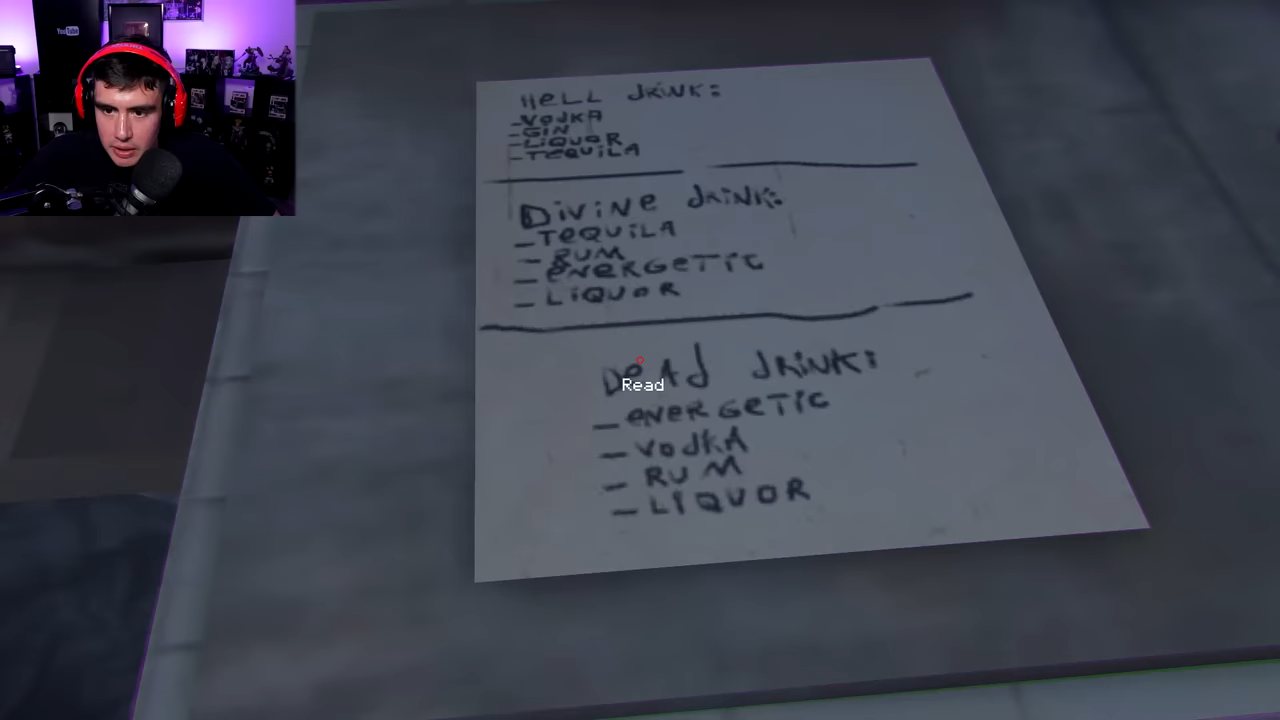 YouTube
HeLL dRiNK:
-VodKA
-GiN
-LiQUoR
-TeQUiLA
DiViNe dRiNK:
-TeQUiLA
- RUM
- eNeRGeTiC
- LiQUoR
DeAd dRiNK:
- eNeRGeTiC
- VodKA
- RUM
- LiQUOR
Read